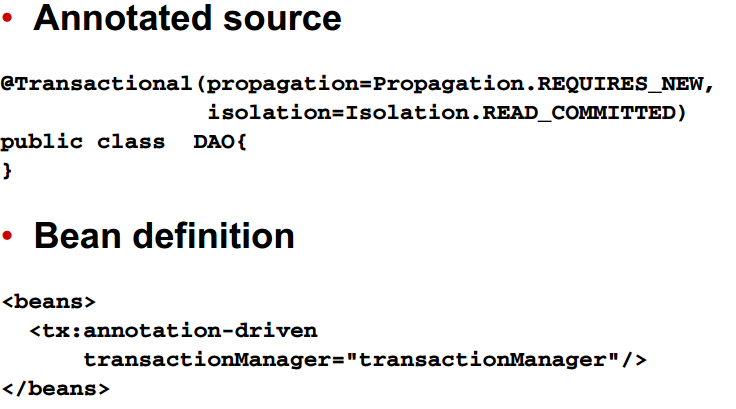 • Annotated source
@Transactional(propagation=Propagation.REQUIRES_NEW,
isolation=Isolation.READ_COMMITTED)
public class  DAO{
}
• Bean definition
<beans>
<tx:annotation-driven
transactionManager="transactionManager"/>
</beans>